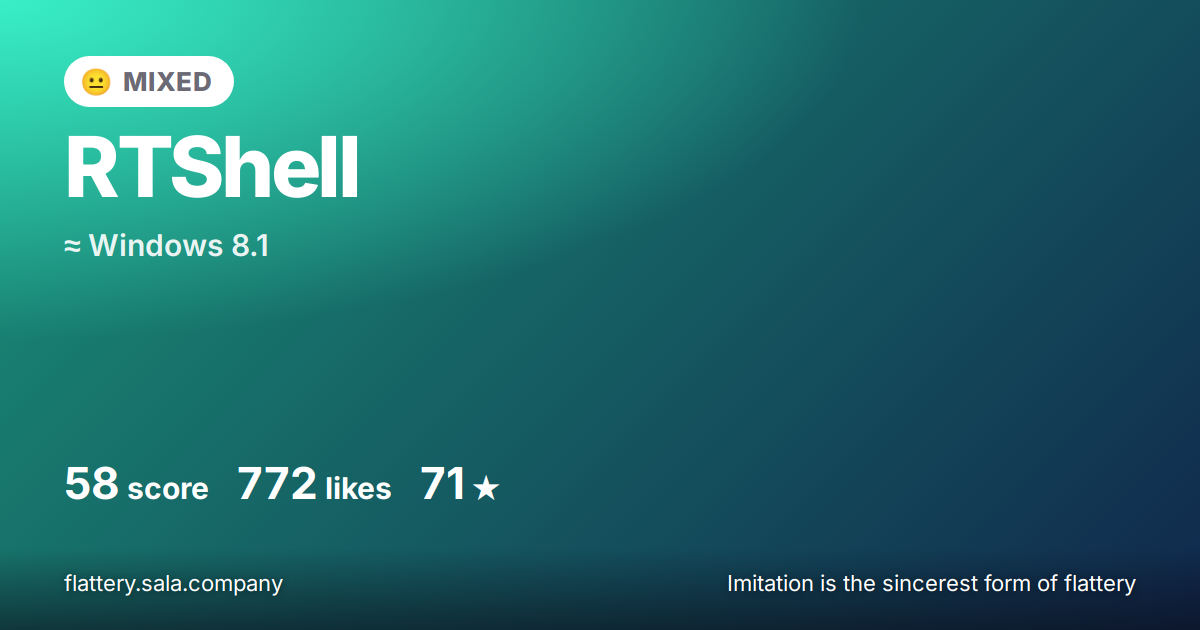 😐 MIXED
RTShell
≈ Windows 8.1
58 score 772 likes 71 ★
flattery.sala.company
Imitation is the sincerest form of flattery